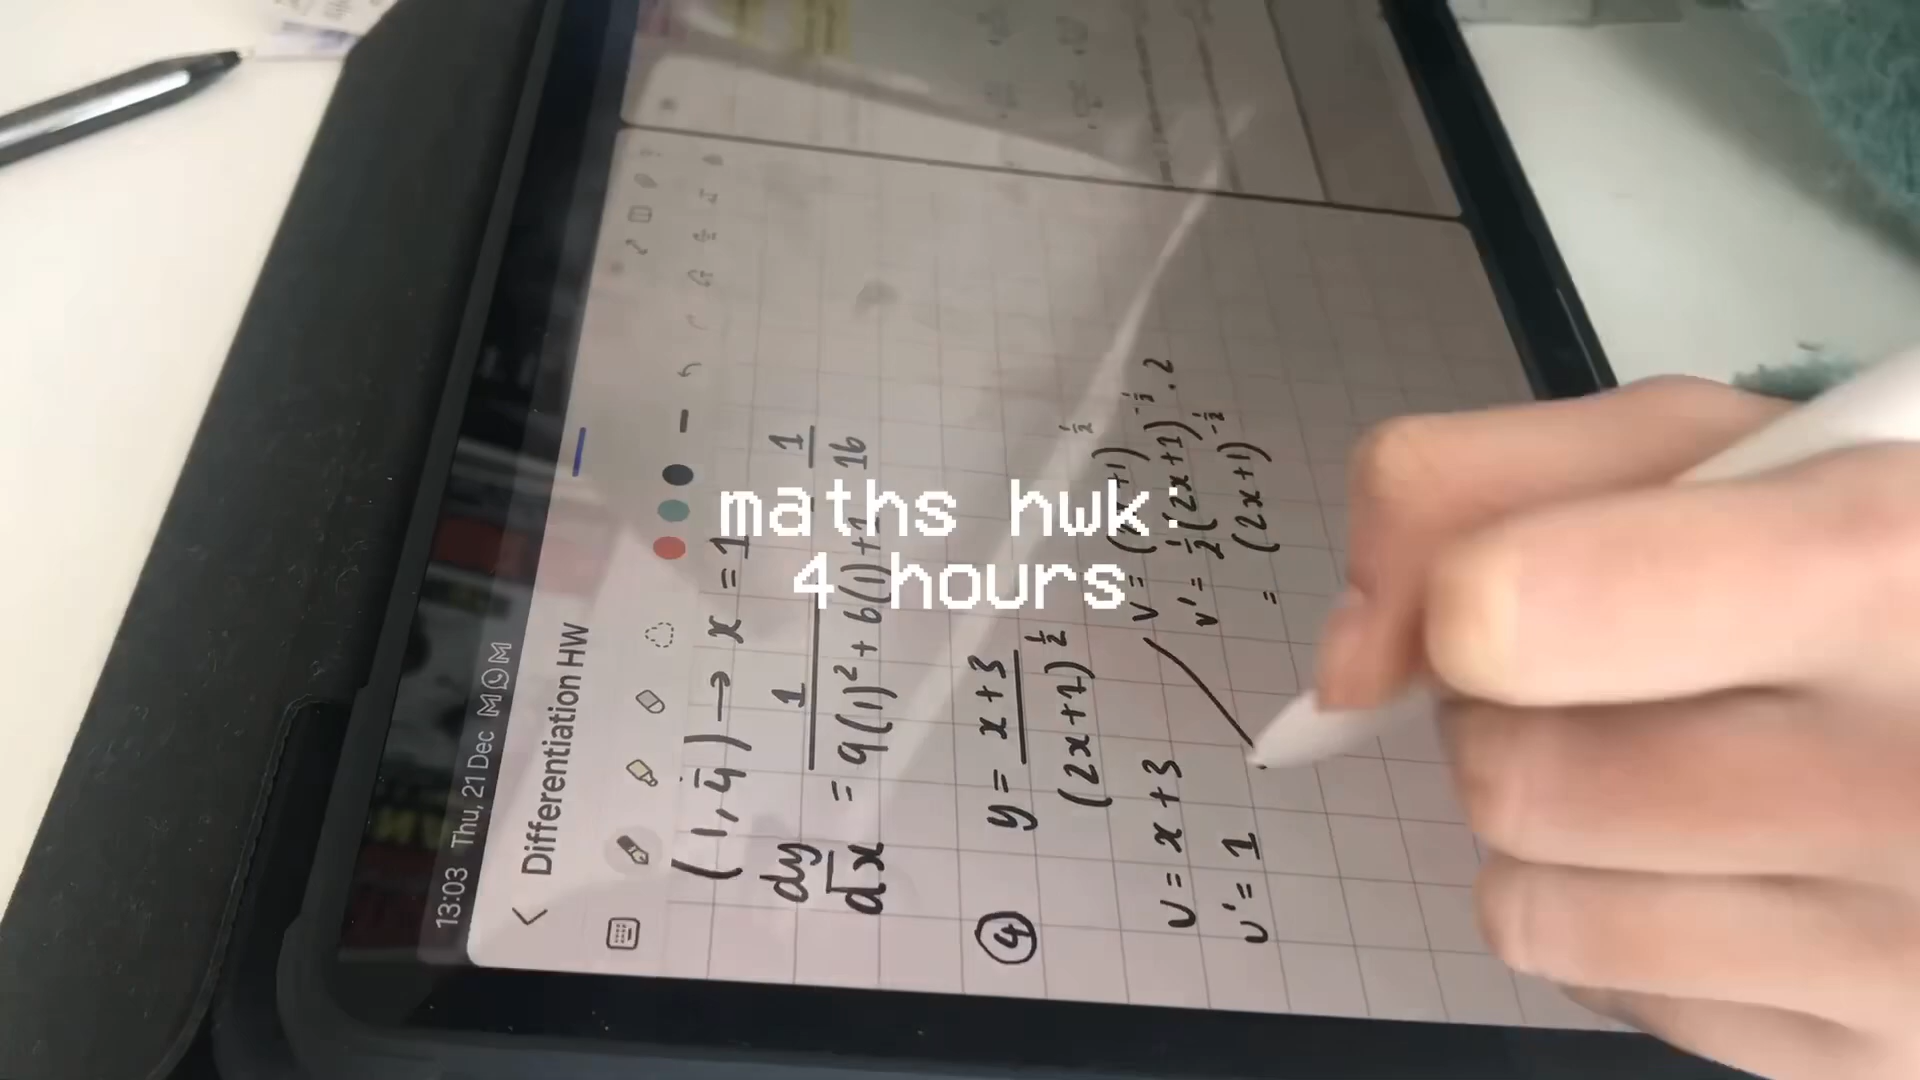 maths hwk:
4 hours
13:03 Thu, 21 Dec
Differentiation HW
(1, 4) → x = 1
dy/dx = 1/(9(1)² + 6(1) + 1 = 1/16
④ y = x+3/(2x+1)^½
u = x+3 v = (2x+1)^½
u' = 1 v' = ½(2x+1)^-½ . 2
= (2x+1)^-½